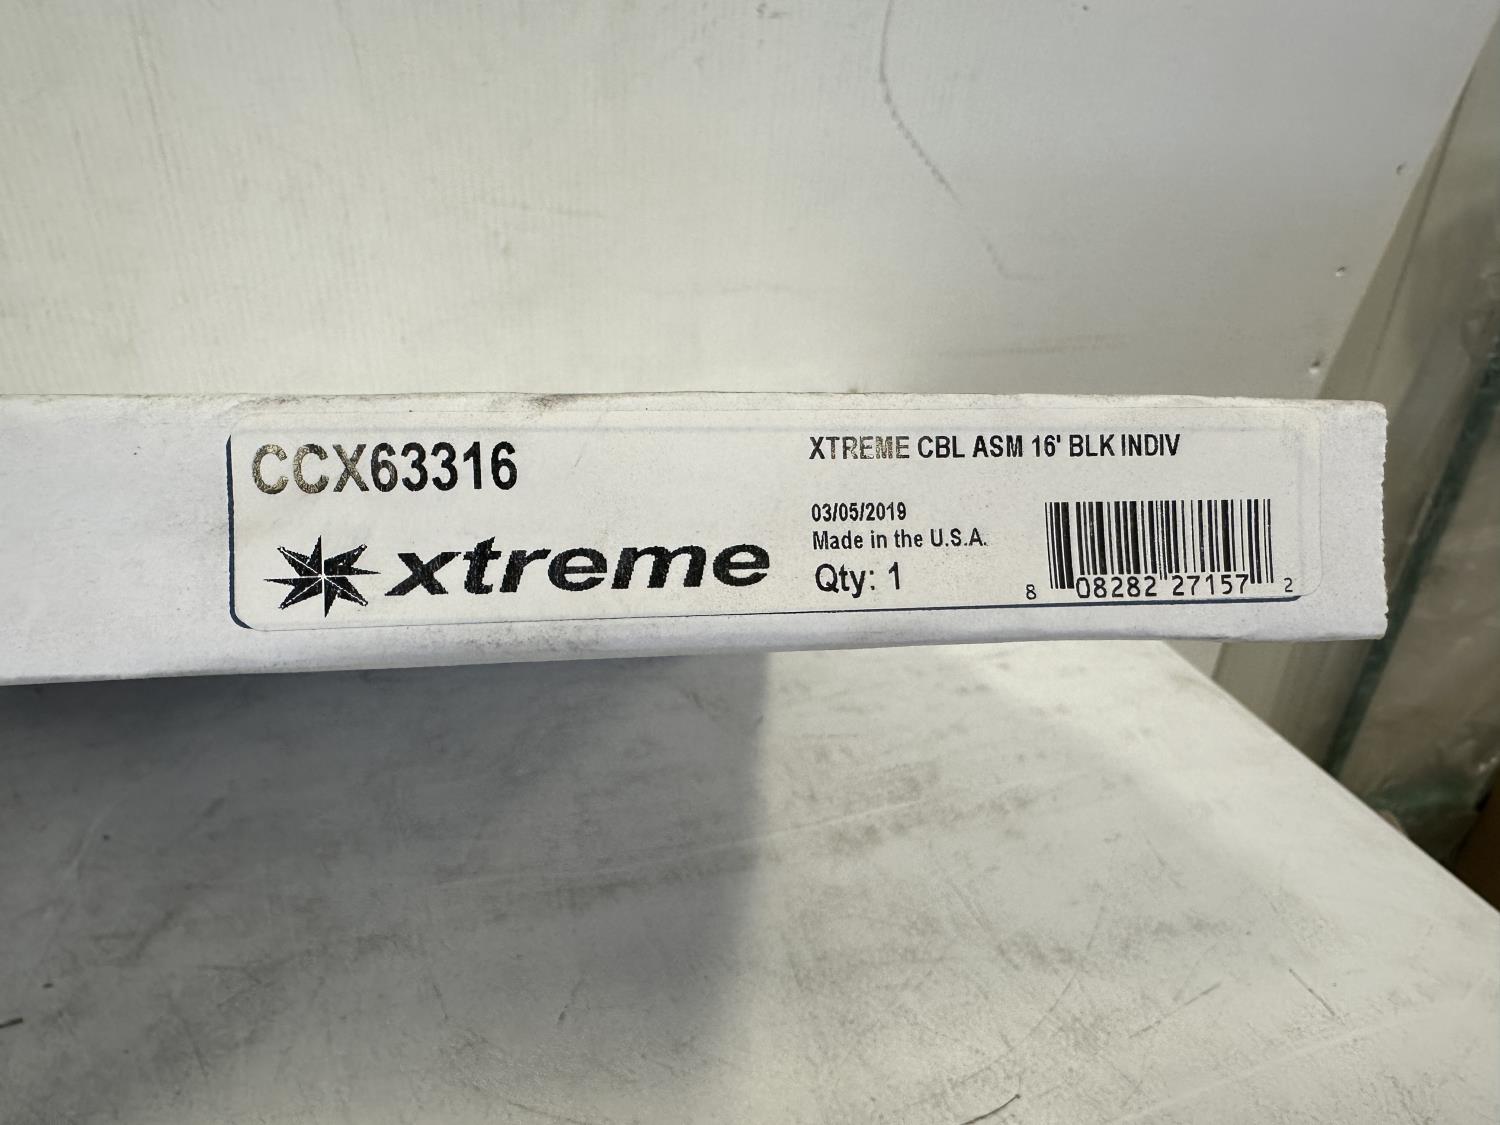 CCX63316
xtreme
XTREME CBL ASM 16' BLK INDIV
03/05/2019
Made in the U.S.A.
Qty: 1
8 08282 27157 2